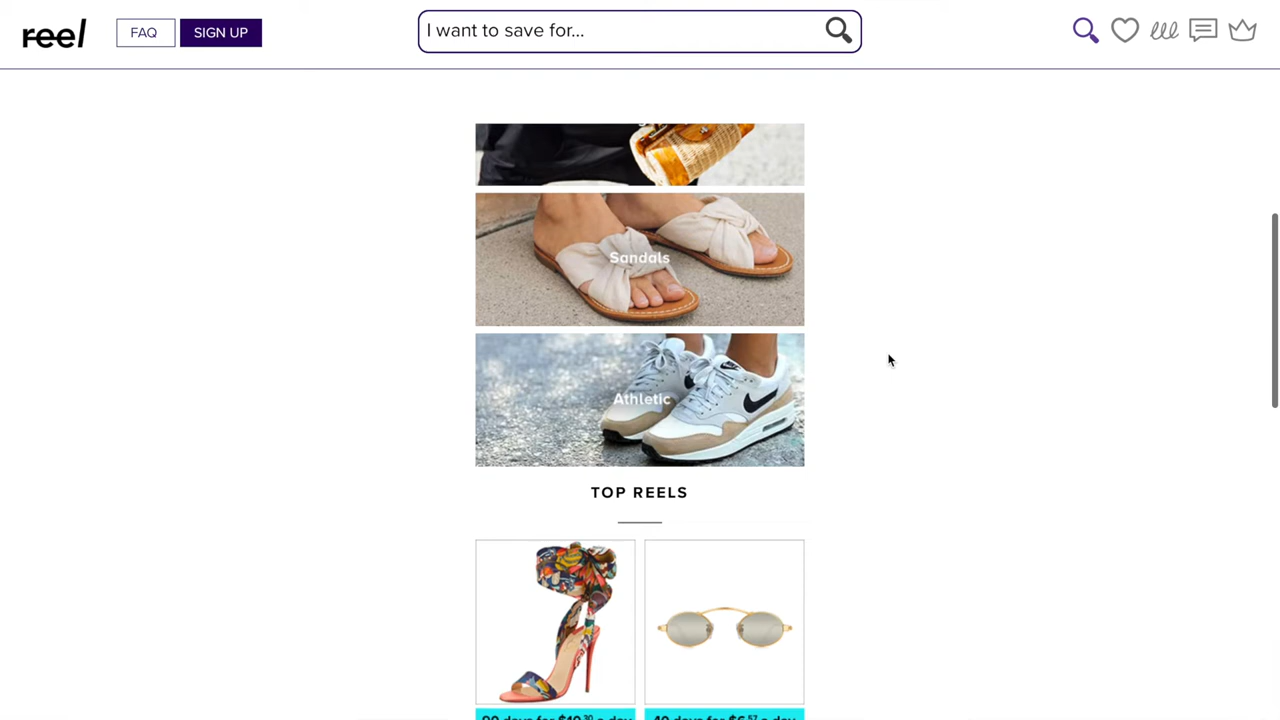 reel
FAQ
SIGN UP
I want to save for...
Sandals
Athletic
TOP REELS